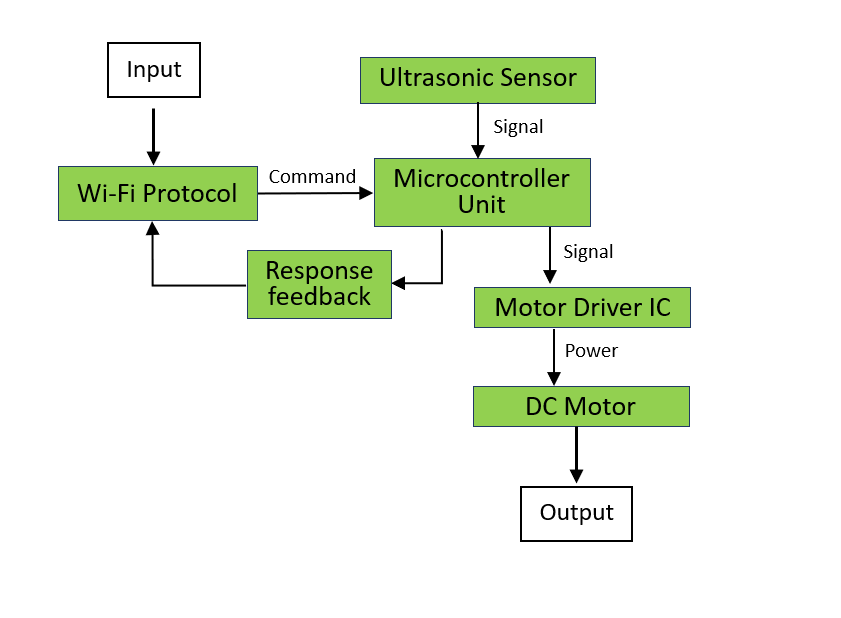 Input
Ultrasonic Sensor
Signal
Wi-Fi Protocol
Command
Microcontroller
Unit
Response
feedback
Signal
Motor Driver IC
Power
DC Motor
Output